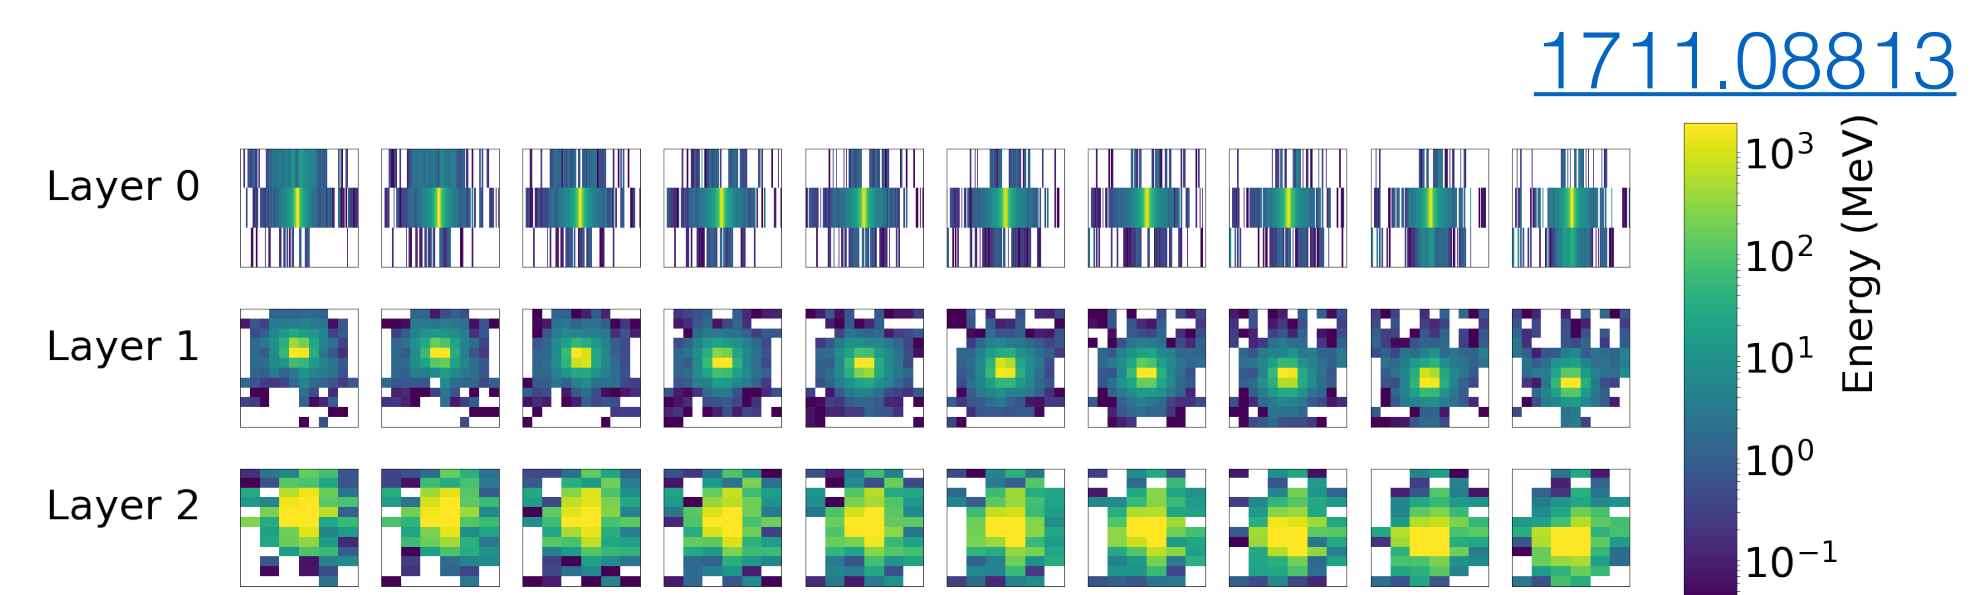 1711.08813
Layer 0
Layer 1
Layer 2
10³
10²
10¹
10⁰
10⁻¹
Energy (MeV)